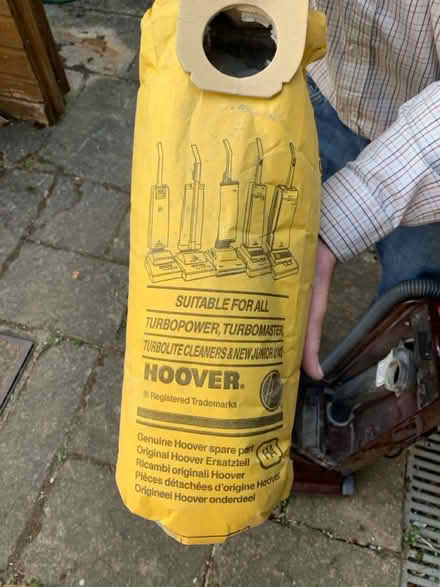 SUITABLE FOR ALL
TURBOPOWER, TURBOMASTER,
TURBOLITE CLEANERS & NEW JUNIOR
HOOVER®
® Registered Trademarks
Genuine Hoover spare part
Original Hoover Ersatzteil
Ricambi originali Hoover
Pièces détachées d'origine Hoover
Origineel Hoover onderdeel